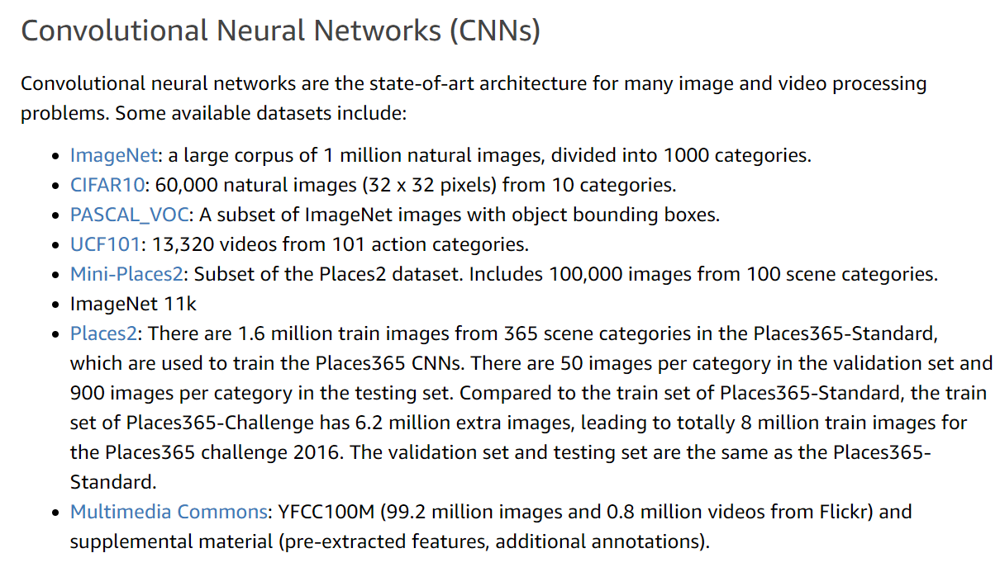 Convolutional Neural Networks (CNNs)
Convolutional neural networks are the state-of-art architecture for many image and video processing
problems. Some available datasets include:
• ImageNet: a large corpus of 1 million natural images, divided into 1000 categories.
• CIFAR10: 60,000 natural images (32 x 32 pixels) from 10 categories.
• PASCAL_VOC: A subset of ImageNet images with object bounding boxes.
• UCF101: 13,320 videos from 101 action categories.
• Mini-Places2: Subset of the Places2 dataset. Includes 100,000 images from 100 scene categories.
• ImageNet 11k
• Places2: There are 1.6 million train images from 365 scene categories in the Places365-Standard,
which are used to train the Places365 CNNs. There are 50 images per category in the validation set and
900 images per category in the testing set. Compared to the train set of Places365-Standard, the train
set of Places365-Challenge has 6.2 million extra images, leading to totally 8 million train images for
the Places365 challenge 2016. The validation set and testing set are the same as the Places365-
Standard.
• Multimedia Commons: YFCC100M (99.2 million images and 0.8 million videos from Flickr) and
supplemental material (pre-extracted features, additional annotations).